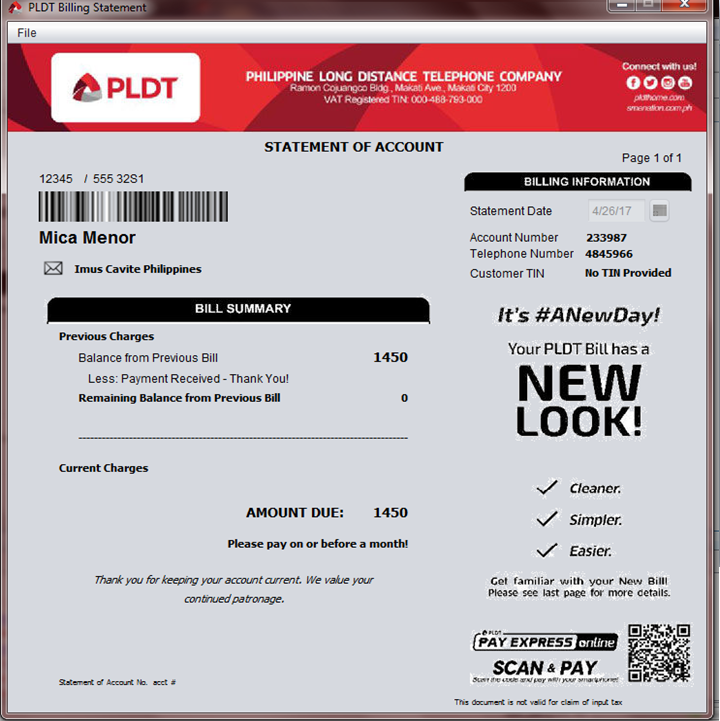 PLDT Billing Statement
File
PLDT
PHILIPPINE LONG DISTANCE TELEPHONE COMPANY
Ramon Cojuangco Bldg., Makati Ave., Makati City 1200
VAT Registered TIN: 000-488-793-000
Connect with us!
pldthome.com
smenation.com.ph
STATEMENT OF ACCOUNT
Page 1 of 1
12345 / 555 32S1
Mica Menor
Imus Cavite Philippines
BILLING INFORMATION
Statement Date 4/26/17
Account Number 233987
Telephone Number 4845966
Customer TIN No TIN Provided
BILL SUMMARY
Previous Charges
Balance from Previous Bill 1450
Less: Payment Received - Thank You!
Remaining Balance from Previous Bill 0
Current Charges
AMOUNT DUE: 1450
Please pay on or before a month!
Thank you for keeping your account current. We value your
continued patronage.
Statement of Account No. acct #
It's #ANewDay!
Your PLDT Bill has a
NEW
LOOK!
Cleaner.
Simpler.
Easier.
Get familiar with your New Bill!
Please see last page for more details.
PLDT
PAY EXPRESS online
SCAN & PAY
Scan the code and pay with your smartphone!
This document is not valid for claim of input tax